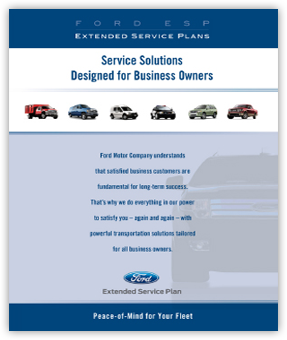 FORD ESP
EXTENDED SERVICE PLANS
Service Solutions
Designed for Business Owners
Ford Motor Company understands
that satisfied business customers are
fundamental for long-term success.
That's why we do everything in our power
to satisfy you – again and again – with
powerful transportation solutions tailored
for all business owners.
Ford
Extended Service Plan
Peace-of-Mind for Your Fleet